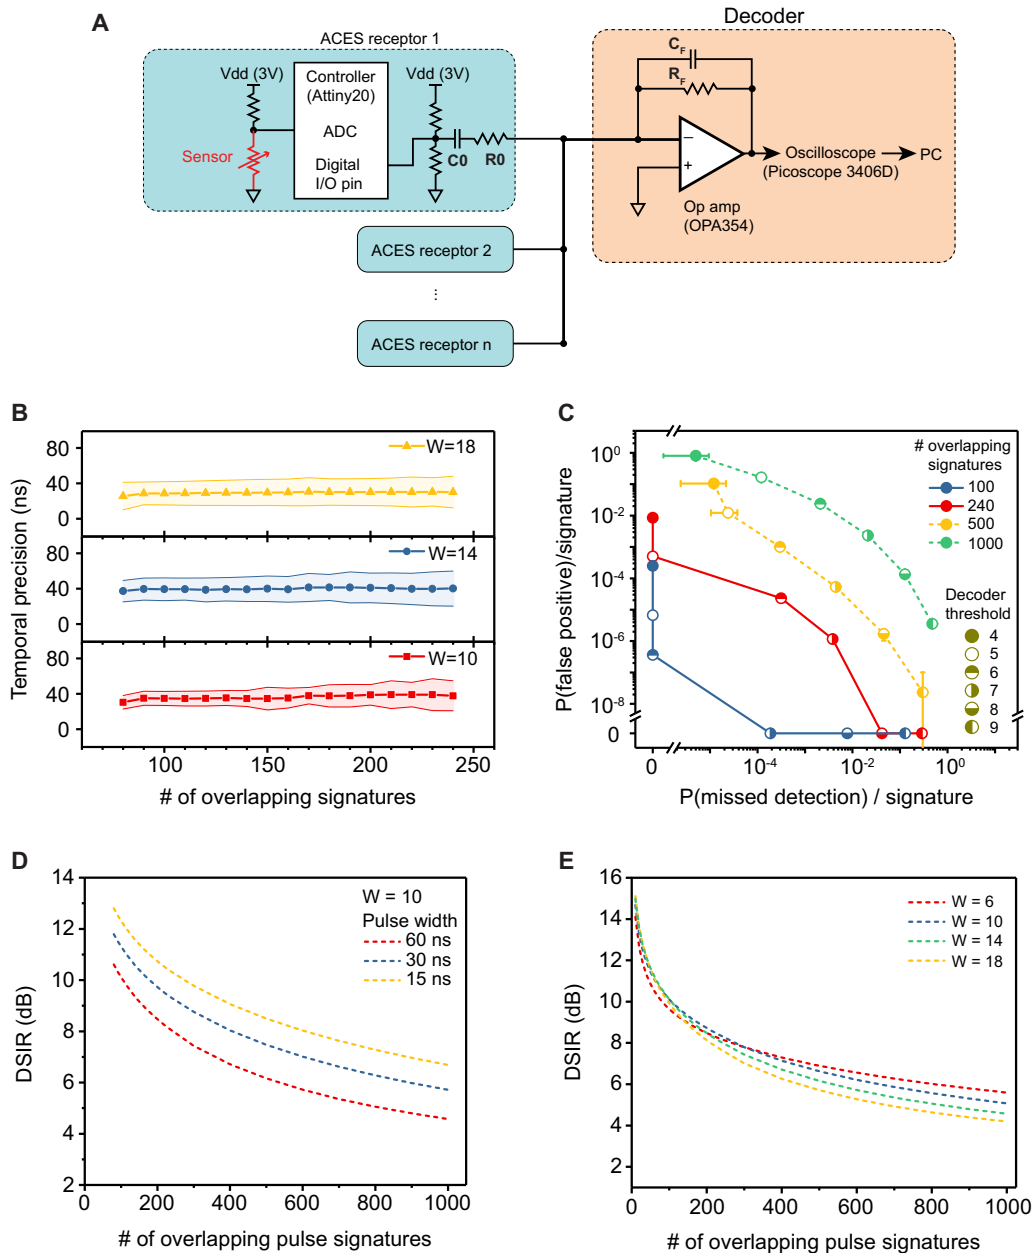 A
ACES receptor 1
Decoder
Vdd (3V)
Controller
(Attiny20)
ADC
Digital
I/O pin
Sensor
Vdd (3V)
C0
R0
C_F
R_F
−
+
Op amp
(OPA354)
Oscilloscope
(Picoscope 3406D)
PC
ACES receptor 2
...
ACES receptor n
B
Temporal precision (ns)
80
40
0
W=18
80
40
0
W=14
80
40
0
W=10
100
150
200
250
# of overlapping signatures
C
P(false positive)/signature
10^0
10^-2
10^-4
10^-6
10^-8
0
# overlapping
signatures
100
240
500
1000
Decoder
threshold
4
5
6
7
8
9
0
10^-4
10^-2
10^0
P(missed detection) / signature
D
DSIR (dB)
14
12
10
8
6
4
2
W = 10
Pulse width
60 ns
30 ns
15 ns
0
200
400
600
800
1000
# of overlapping pulse signatures
E
DSIR (dB)
16
14
12
10
8
6
4
2
W = 6
W = 10
W = 14
W = 18
0
200
400
600
800
1000
# of overlapping pulse signatures